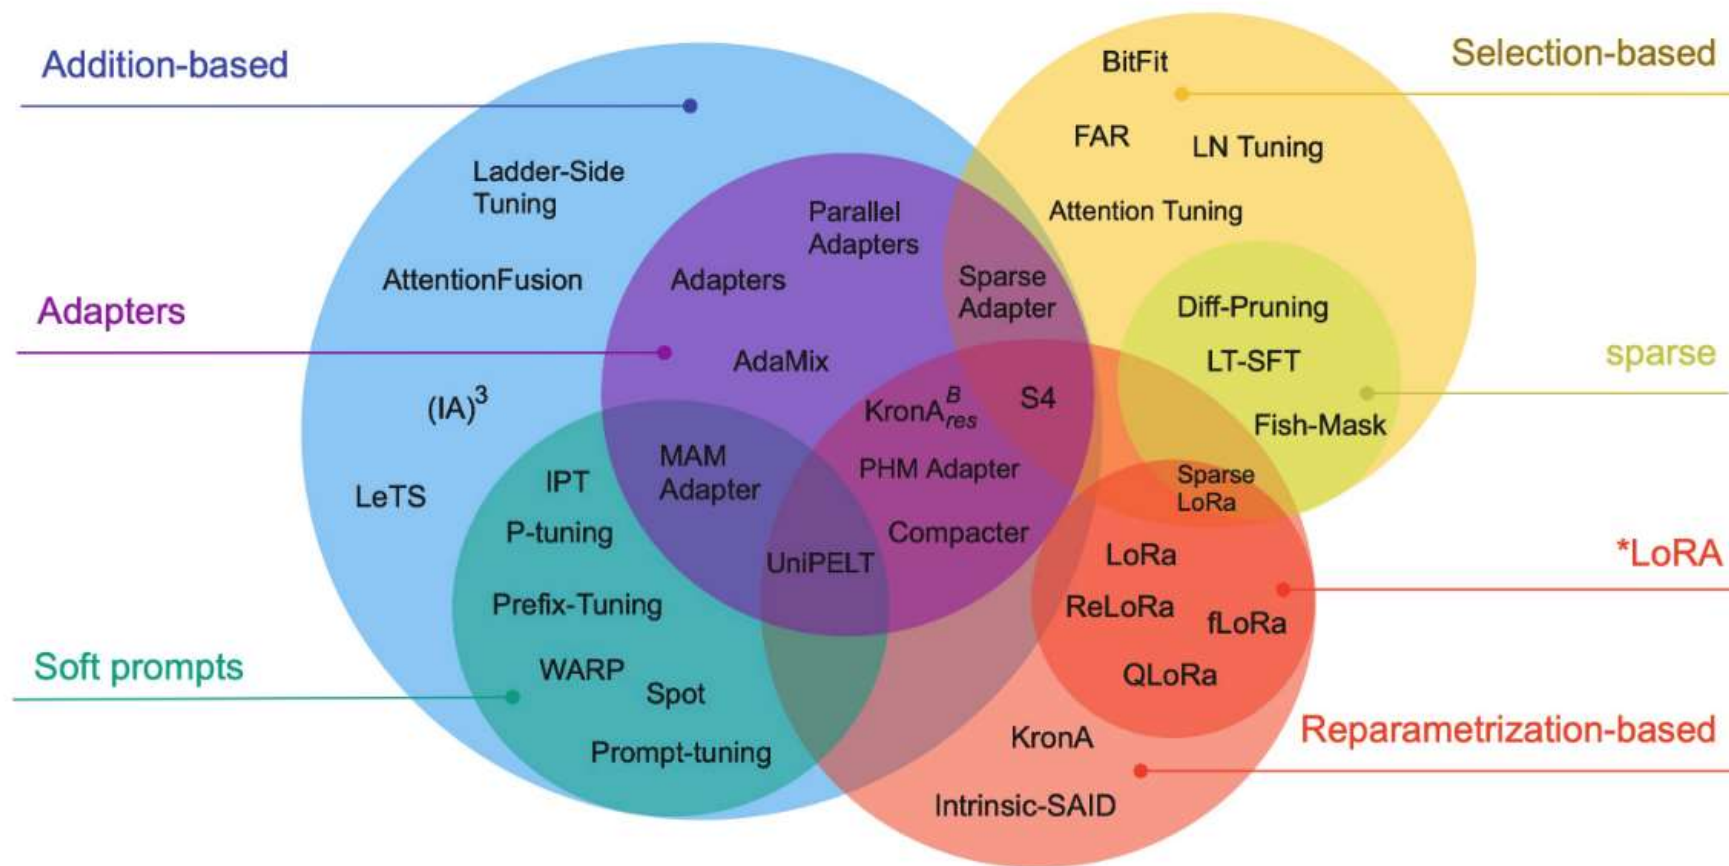 Addition-based
Adapters
Soft prompts
Selection-based
sparse
*LoRA
Reparametrization-based
Ladder-Side
Tuning
AttentionFusion
(IA)³
LeTS
Parallel
Adapters
Adapters
AdaMix
MAM
Adapter
IPT
P-tuning
Prefix-Tuning
WARP
Spot
Prompt-tuning
UniPELT
Sparse
Adapter
S4
KronA^B_res
PHM Adapter
Compacter
BitFit
FAR
LN Tuning
Attention Tuning
Diff-Pruning
LT-SFT
Fish-Mask
Sparse
LoRa
LoRa
ReLoRa
fLoRa
QLoRa
KronA
Intrinsic-SAID